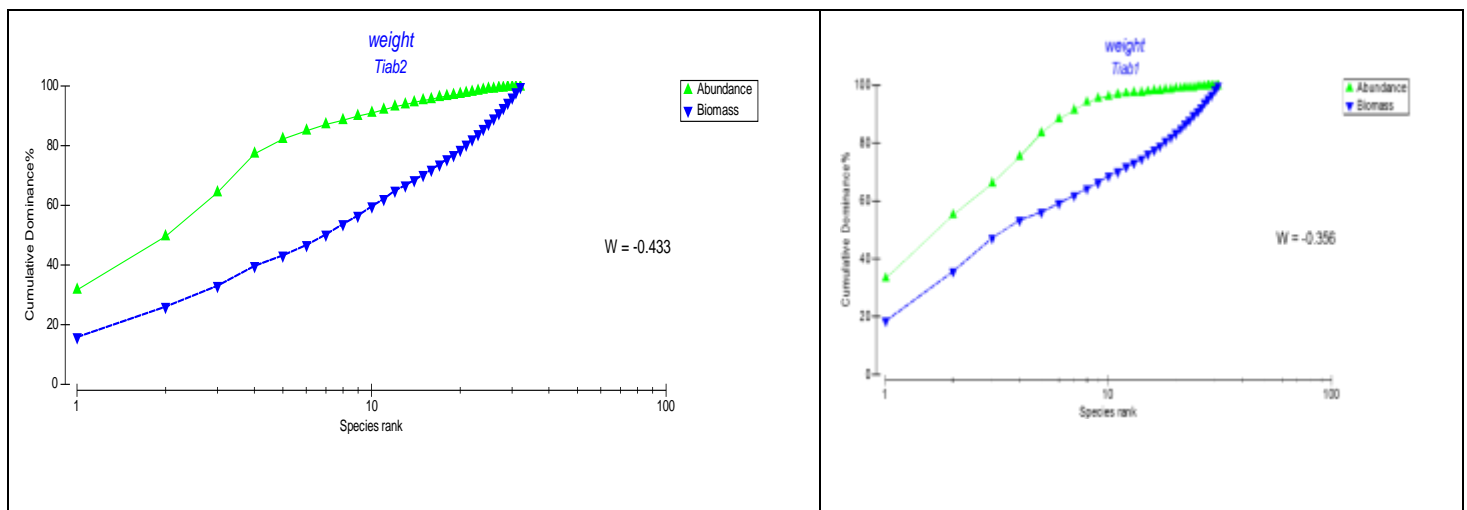 weight
Tiab2
100
80
60
40
20
0
Cumulative Dominance%
Abundance
Biomass
W = -0.433
1
10
100
Species rank
weight
Tiab1
100
80
60
40
20
0
Cumulative Dominance%
Abundance
Biomass
W = -0.356
1
10
100
Species rank